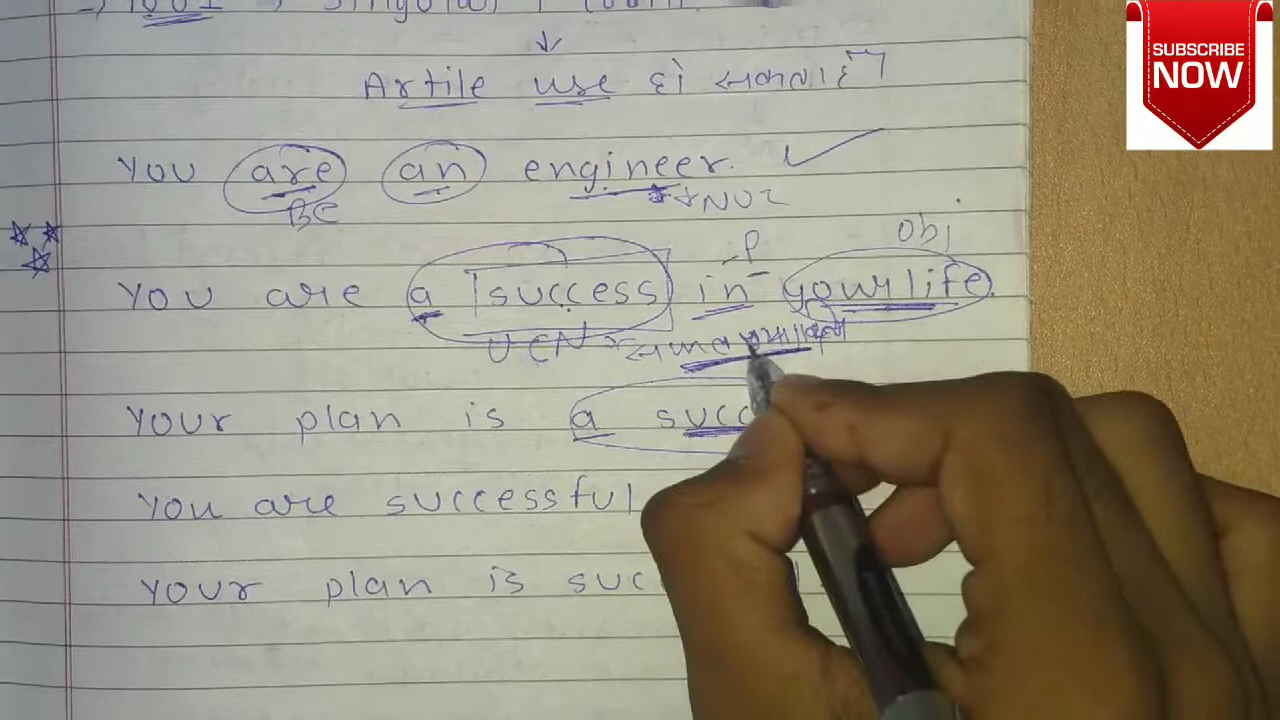 Artile use हो सकता है
SUBSCRIBE
NOW
You are an engineer.
BE
obj
P
You are a success in your life.
UCN
Your plan is a succ
You are successful
Your plan is suc